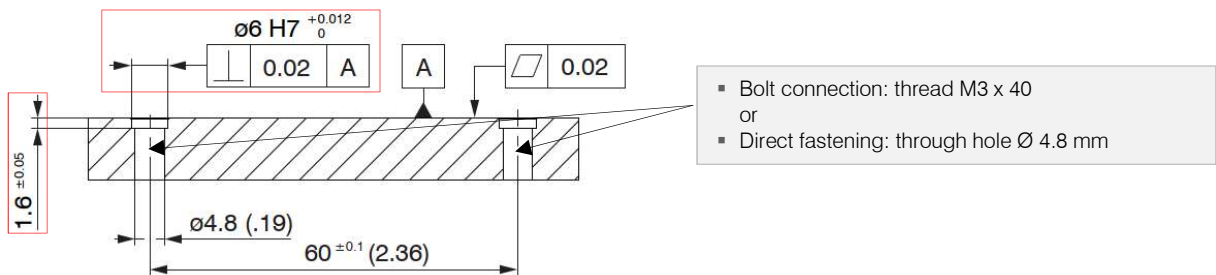 ø6 H7 +0.012 0
⊥ 0.02 A
A
⏥ 0.02
1.6 ±0.05
ø4.8 (.19)
60 ±0.1 (2.36)
▪ Bolt connection: thread M3 x 40
or
▪ Direct fastening: through hole Ø 4.8 mm